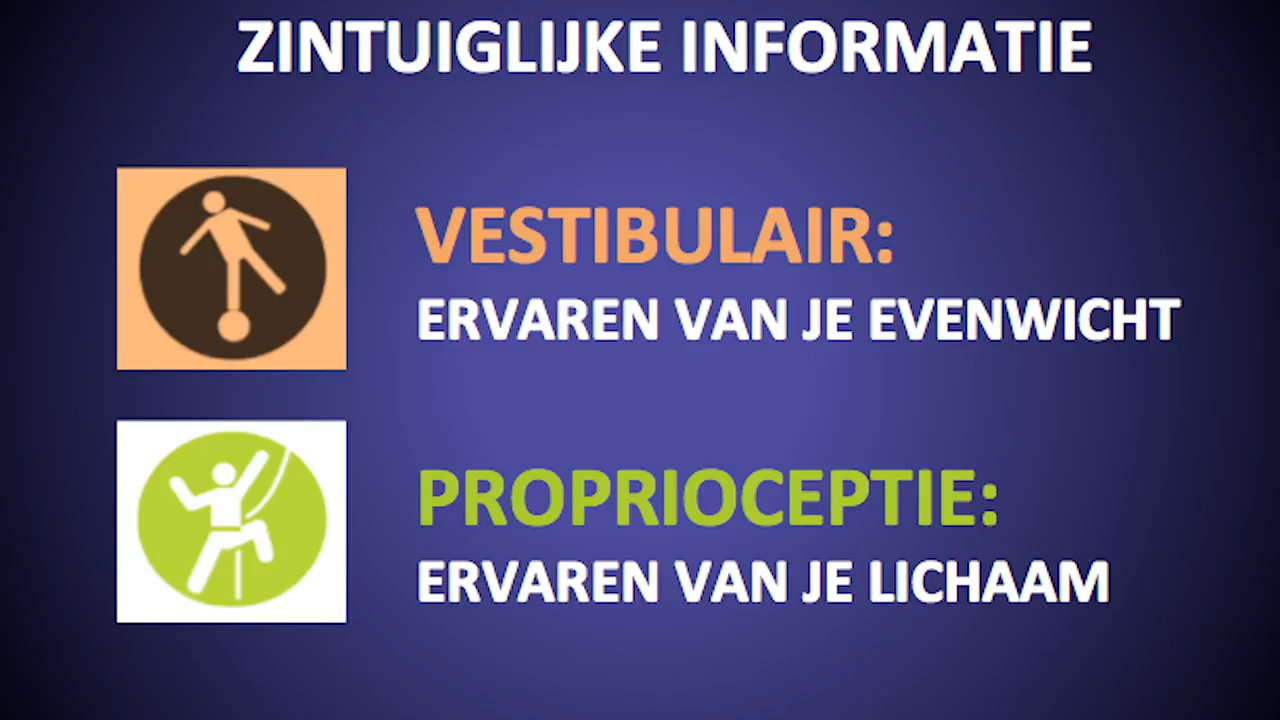 ZINTUIGLIJKE INFORMATIE
VESTIBULAIR:
ERVAREN VAN JE EVENWICHT
PROPRIOCEPTIE:
ERVAREN VAN JE LICHAAM